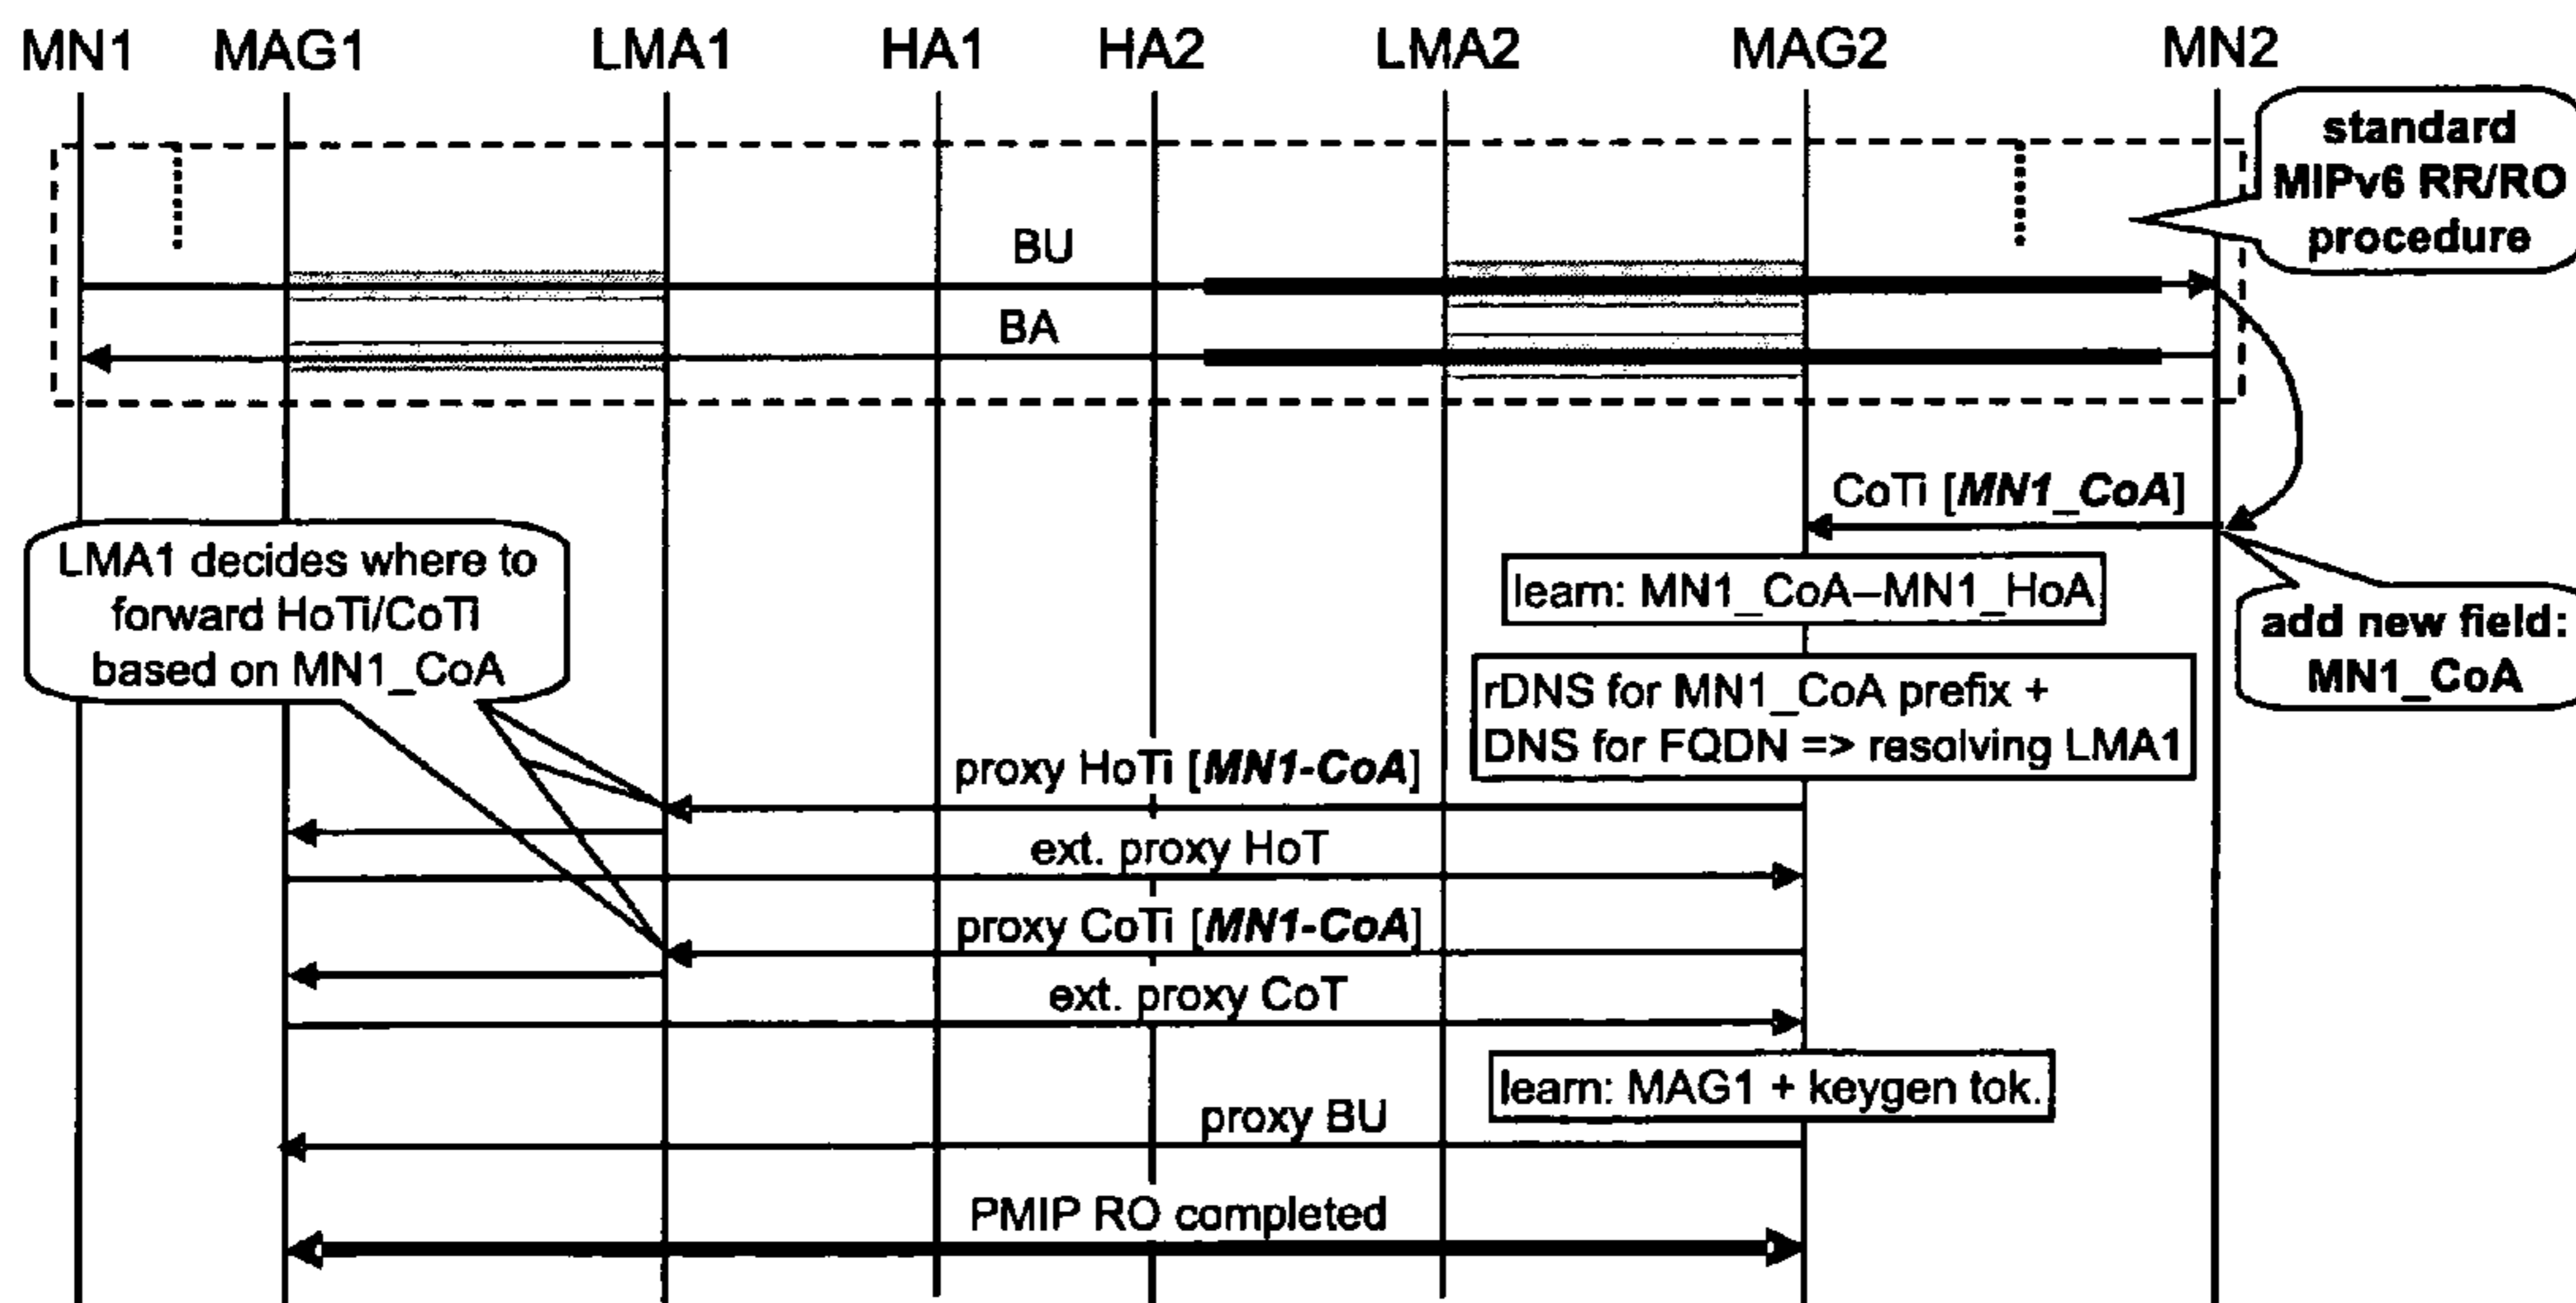 MN1 MAG1 LMA1 HA1 HA2 LMA2 MAG2 MN2
standard
MIPv6 RR/RO
procedure
BU
BA
CoTi [MN1_CoA]
LMA1 decides where to
forward HoTi/CoTi
based on MN1_CoA
learn: MN1_CoA–MN1_HoA
add new field:
MN1_CoA
rDNS for MN1_CoA prefix +
DNS for FQDN => resolving LMA1
proxy HoTi [MN1-CoA]
ext. proxy HoT
proxy CoTi [MN1-CoA]
ext. proxy CoT
learn: MAG1 + keygen tok.
proxy BU
PMIP RO completed